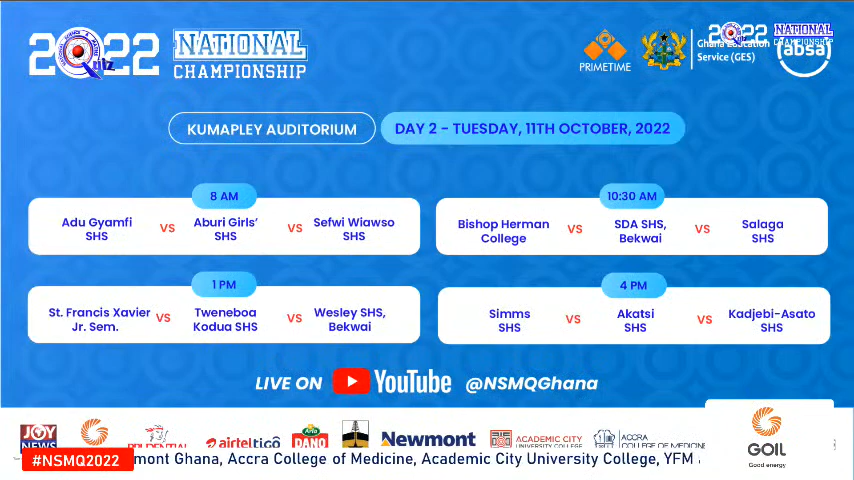 2022
Quiz
NATIONAL
CHAMPIONSHIP
PRIMETIME
Ghana Education
Service (GES)
2022
NATIONAL
CHAMPIONSHIP
absa
KUMAPLEY AUDITORIUM
DAY 2 - TUESDAY, 11TH OCTOBER, 2022
8 AM
Adu Gyamfi
SHS
VS
Aburi Girls'
SHS
VS
Sefwi Wiawso
SHS
10:30 AM
Bishop Herman
College
VS
SDA SHS,
Bekwai
VS
Salaga
SHS
1 PM
St. Francis Xavier
Jr. Sem.
VS
Tweneboa
Kodua SHS
VS
Wesley SHS,
Bekwai
4 PM
Simms
SHS
VS
Akatsi
SHS
VS
Kadjebi-Asato
SHS
LIVE ON YouTube @NSMQGhana
JOY
NEWS
PRUDENTIAL
airteltigo
Arla
DANO
Newmont
ACADEMIC CITY
UNIVERSITY COLLEGE
ACCRA
COLLEGE OF MEDICINE
GOIL
Good energy
#NSMQ2022
mont Ghana, Accra College of Medicine, Academic City University College, YFM